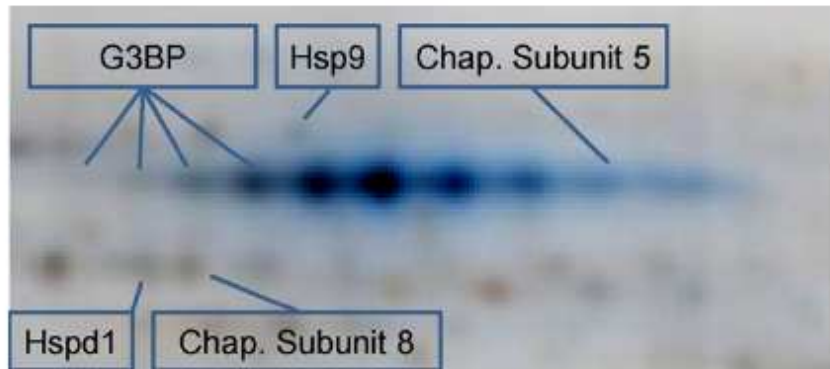 G3BP
Hsp9
Chap. Subunit 5
Hspd1
Chap. Subunit 8